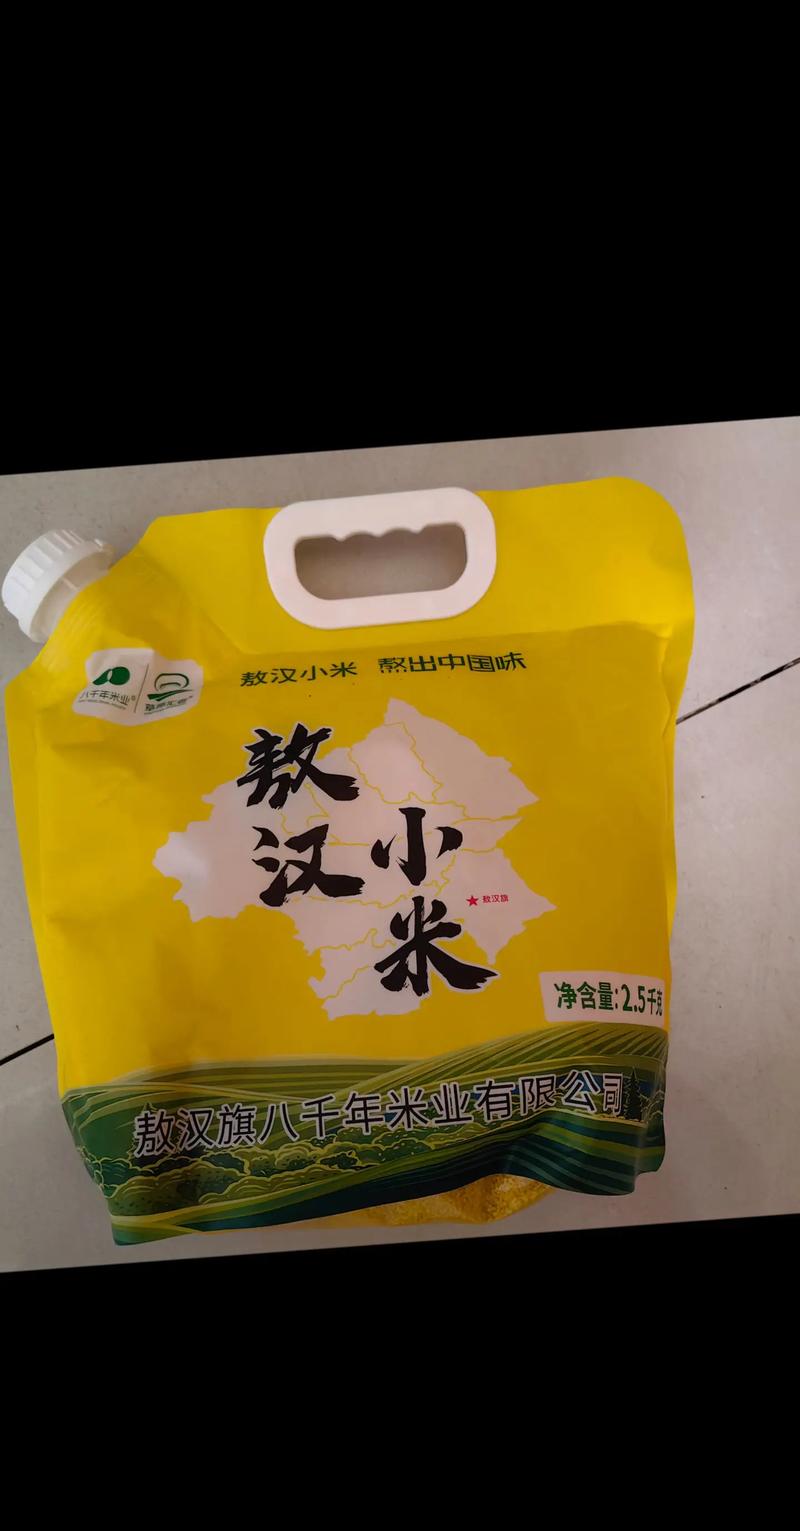 敖汉小米 熬出中国味
八千年米业
敖汉
小米
敖汉旗
净含量:2.5千克
敖汉旗八千年米业有限公司